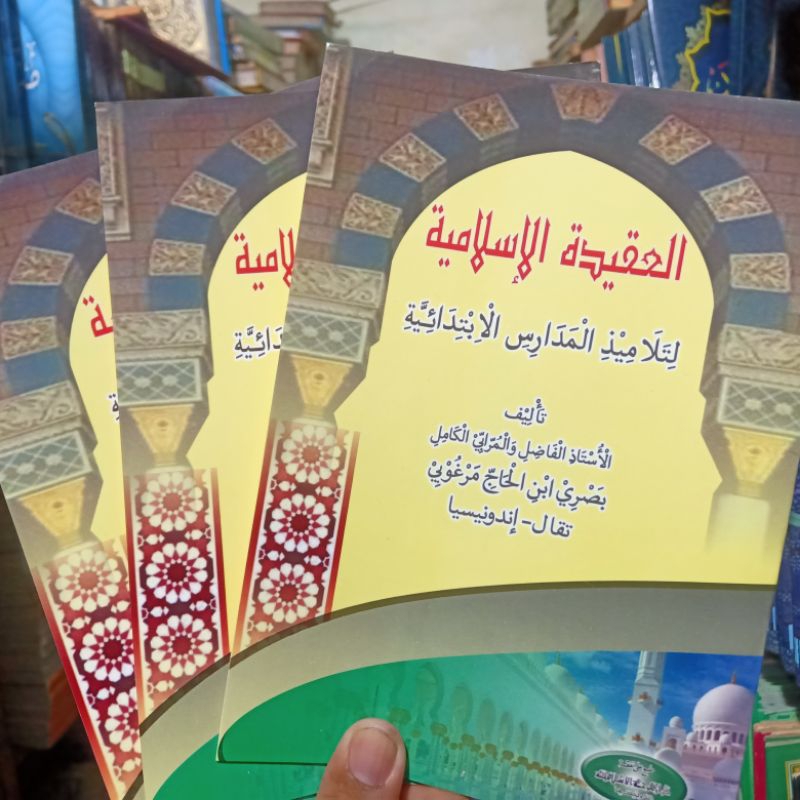 العقيدة الإسلامية
لِتَلَامِيْذِ الْمَدَارِسِ الْاِبْتِدَائِيَّةِ
تَأْلِيْف
الْأُسْتَاذِ الْفَاضِلِ وَالْمُرَبِّيْ الْكَامِلِ
بَصْرِيْ ابْنِ الْحَاجّ مَرْغُوْبِيْ
تقال - إندونيسيا